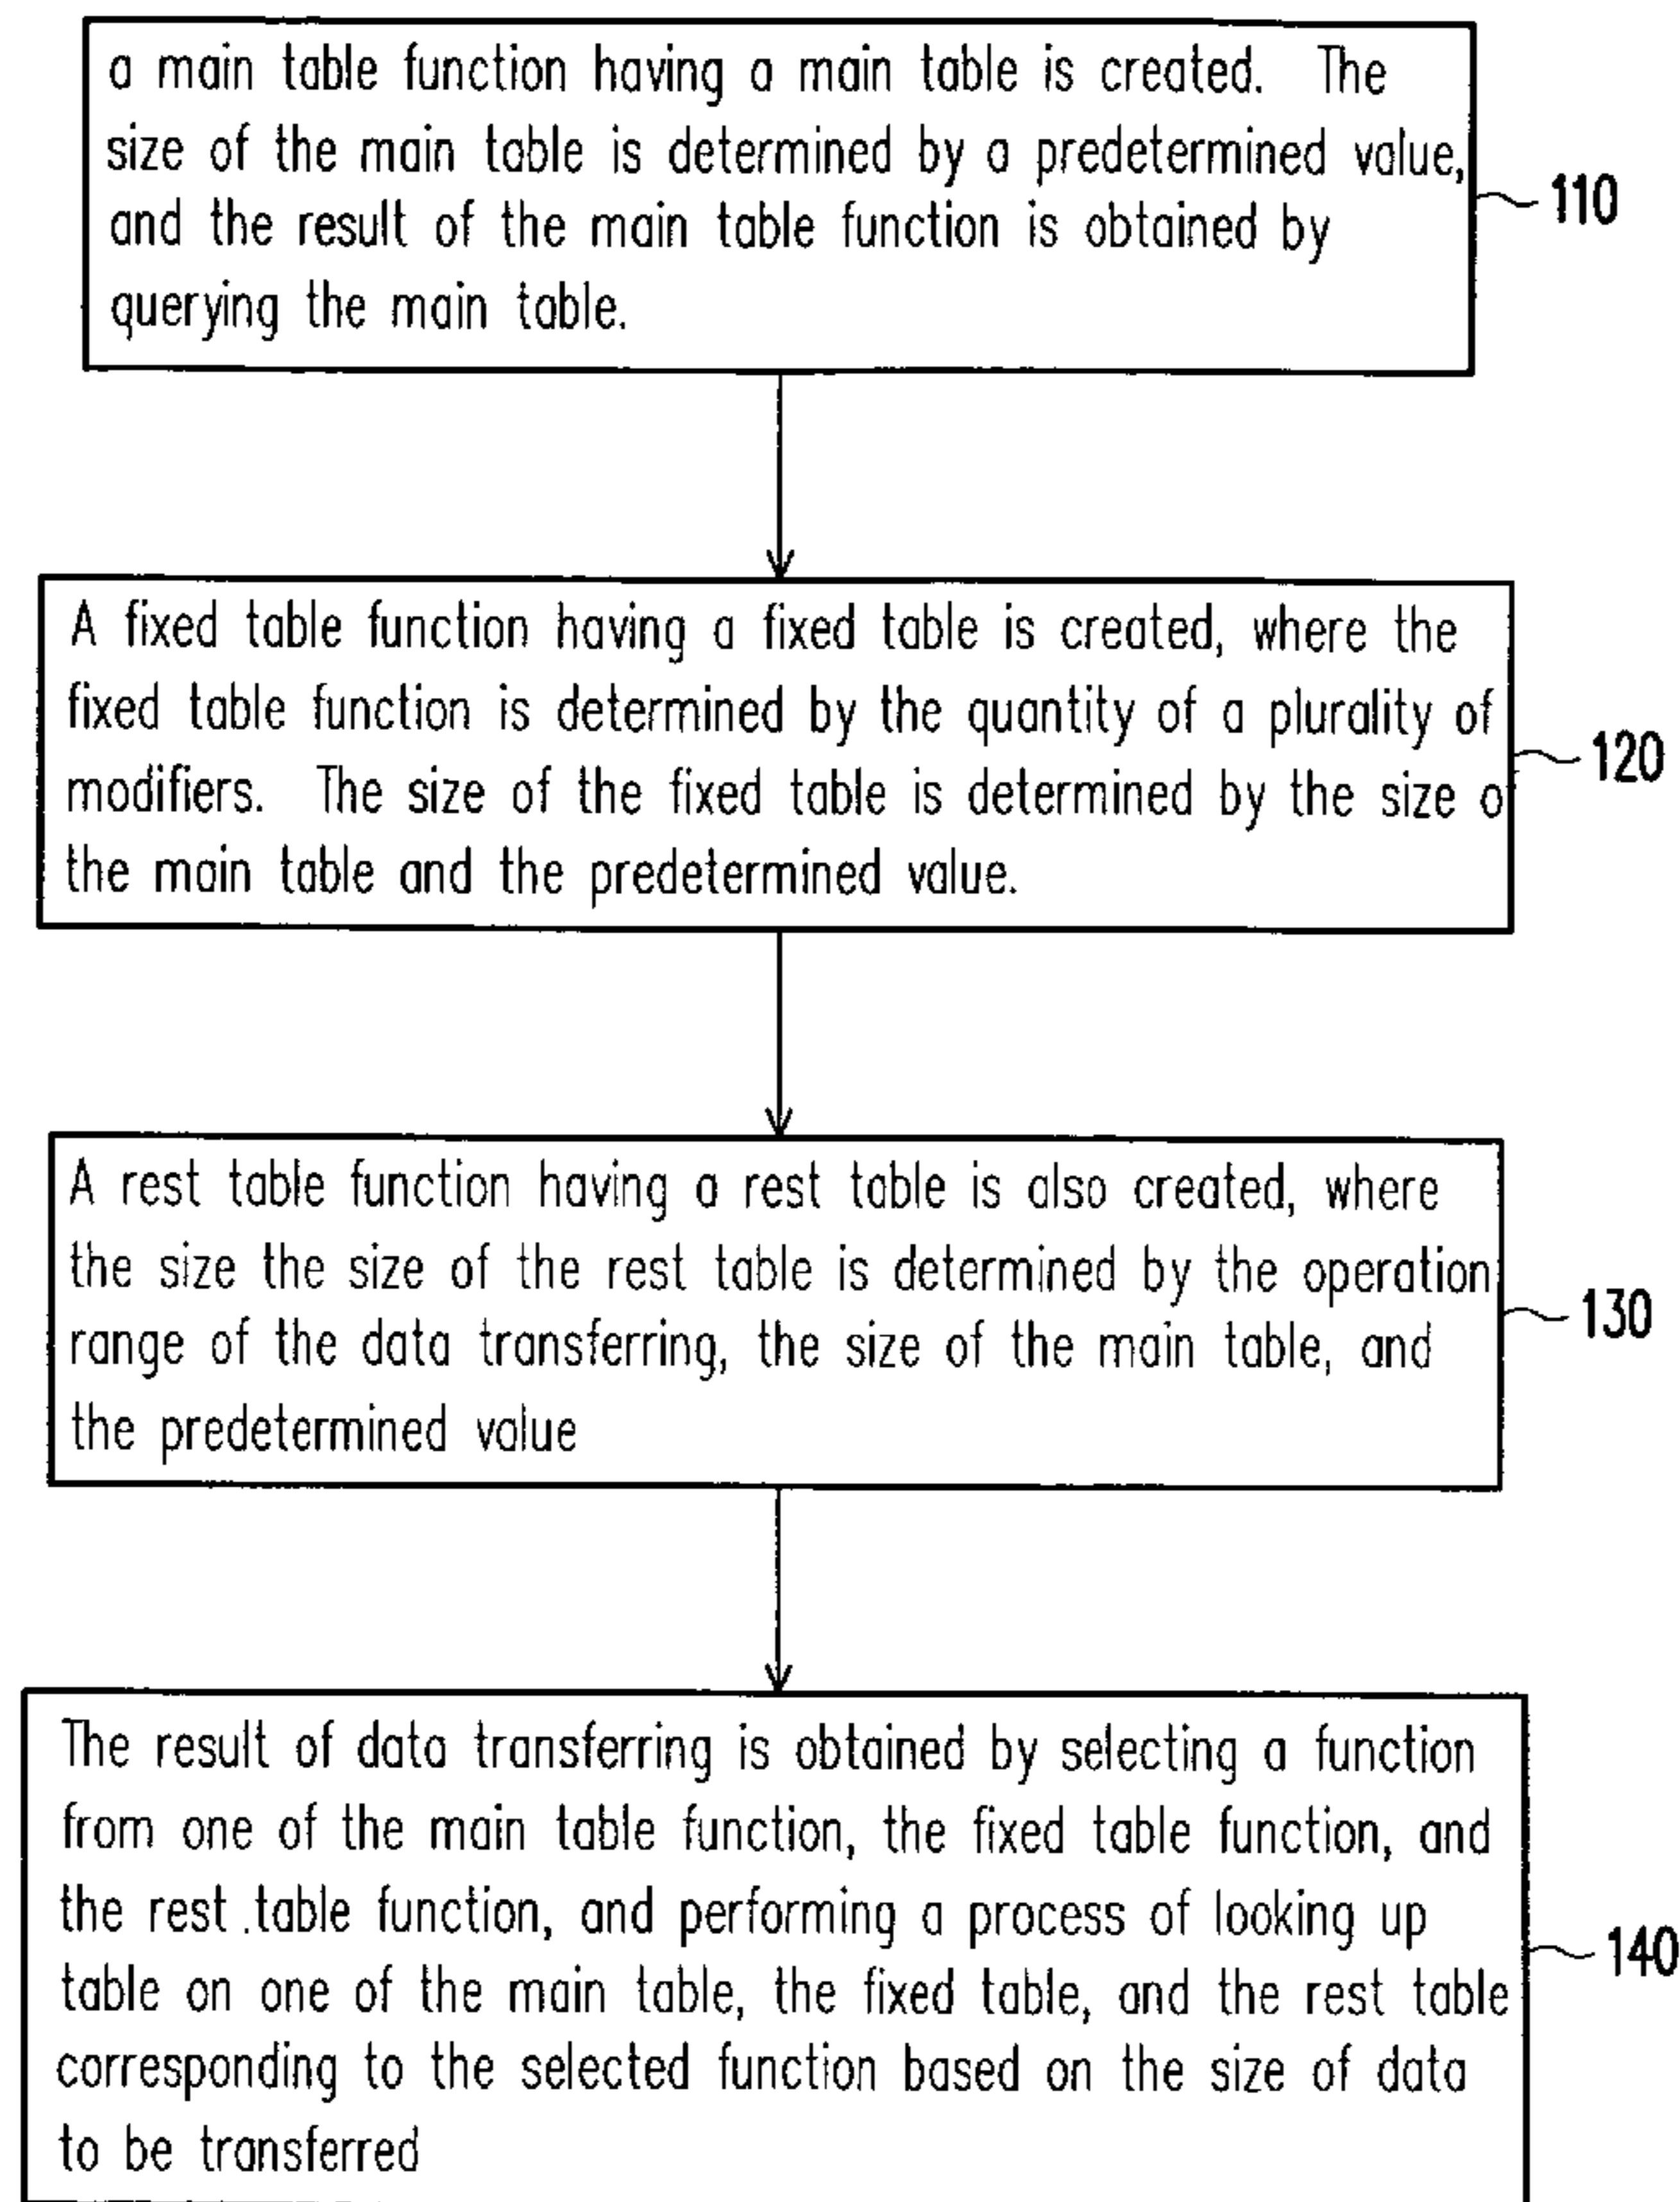 a main table function having a main table is created. The
size of the main table is determined by a predetermined value,
and the result of the main table function is obtained by
querying the main table.
110
A fixed table function having a fixed table is created, where the
fixed table function is determined by the quantity of a plurality of
modifiers. The size of the fixed table is determined by the size o
the main table and the predetermined value.
120
A rest table function having a rest table is also created, where
the size the size of the rest table is determined by the operation
range of the data transferring, the size of the main table, and
the predetermined value
130
The result of data transferring is obtained by selecting a function
from one of the main table function, the fixed table function, and
the rest .table function, and performing a process of looking up
table on one of the main table, the fixed table, and the rest table
corresponding to the selected function based on the size of data
to be transferred
140